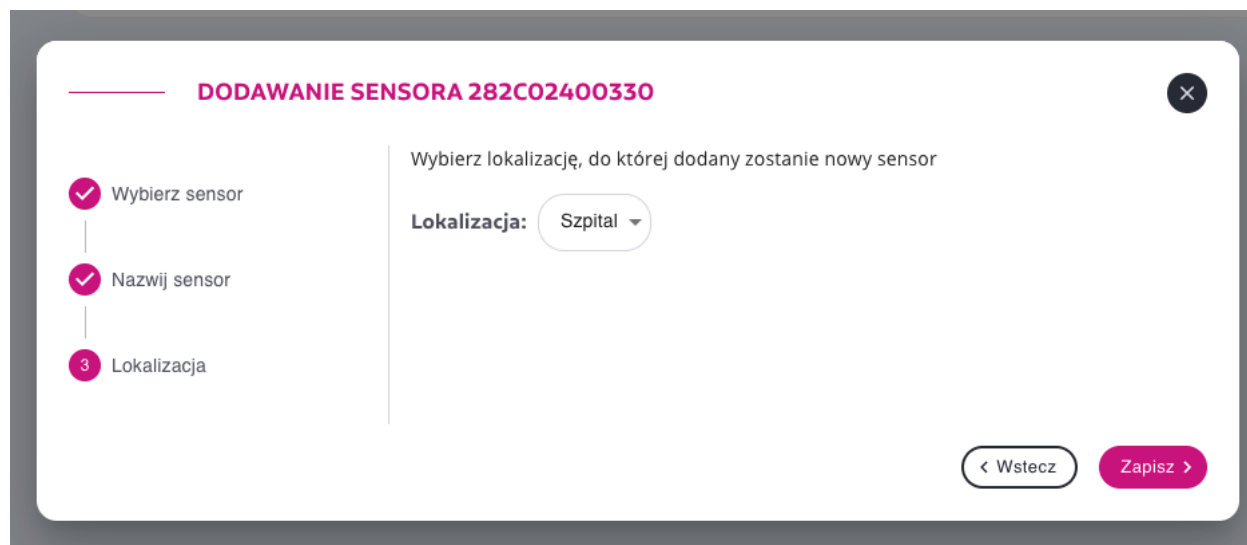 DODAWANIE SENSORA 282C02400330
Wybierz sensor
Nazwij sensor
3 Lokalizacja
Wybierz lokalizację, do której dodany zostanie nowy sensor
Lokalizacja: Szpital
Wstecz
Zapisz